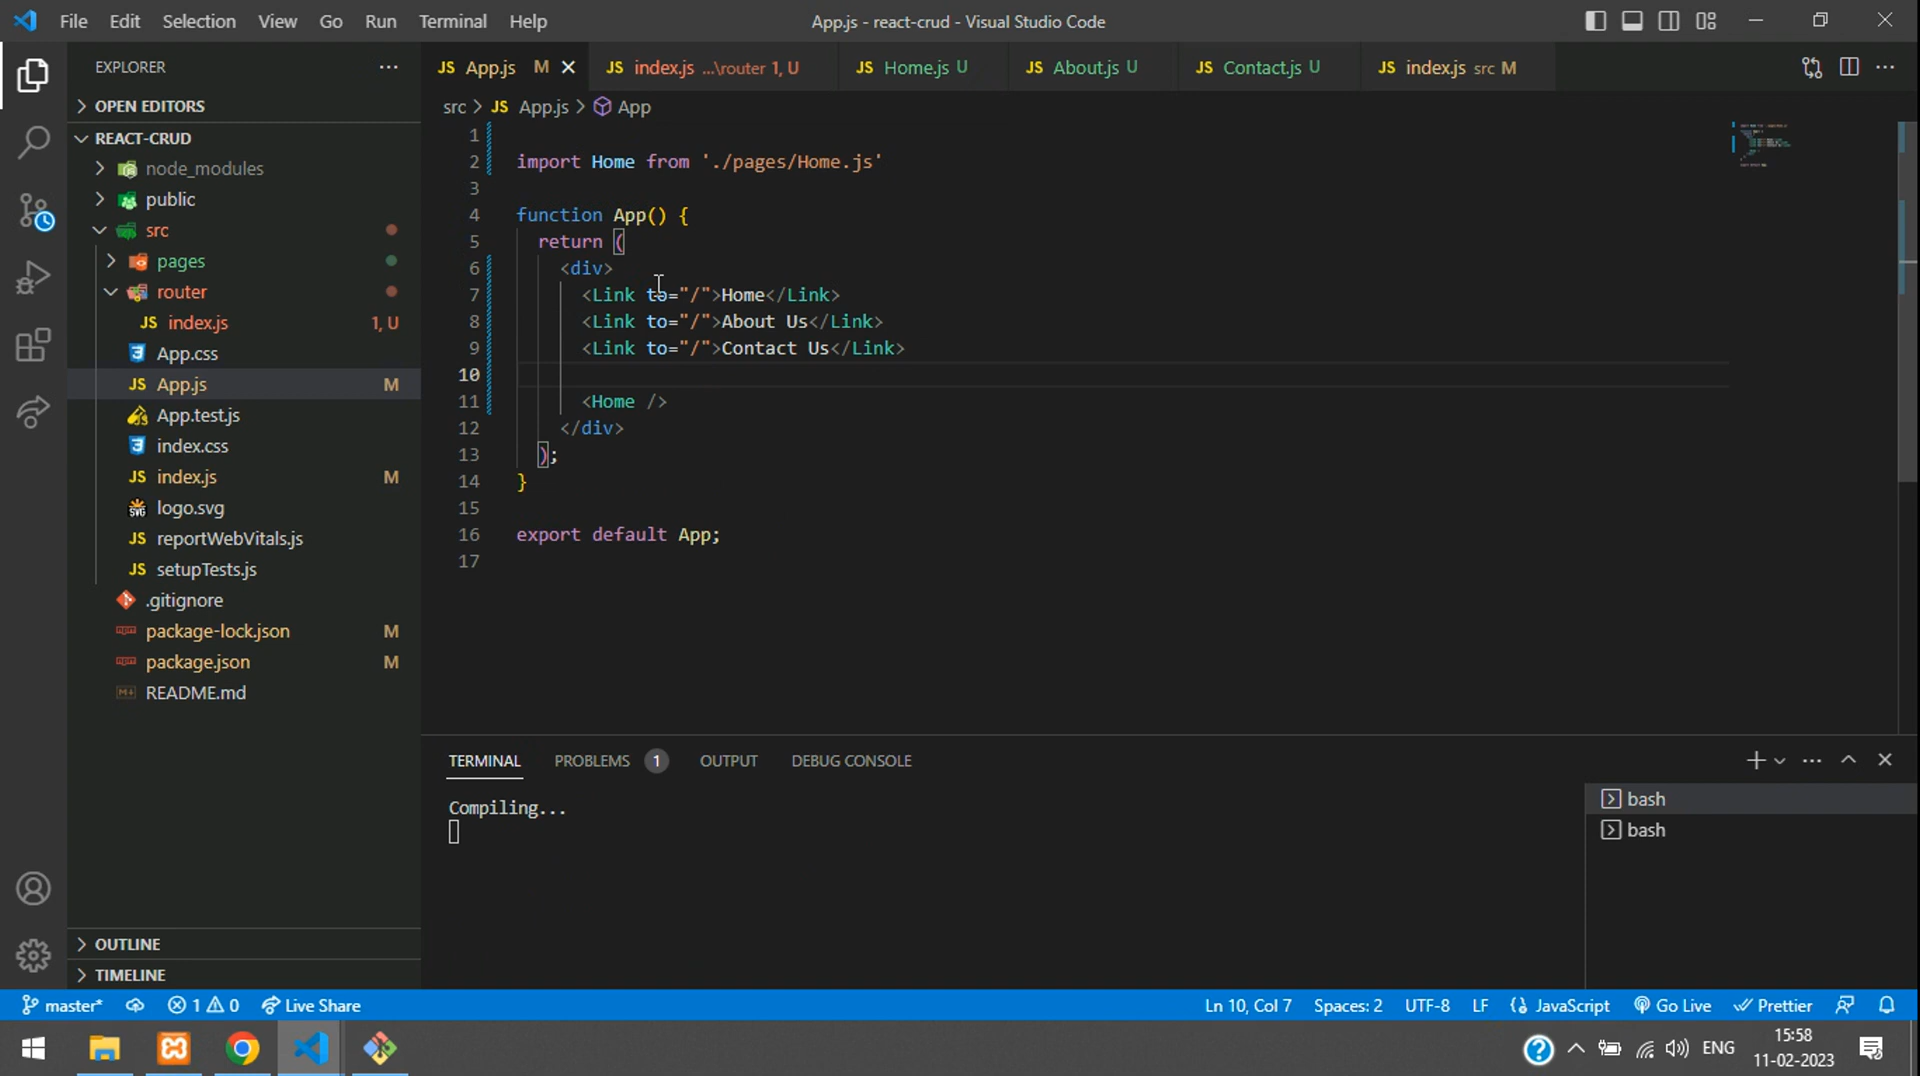 File Edit Selection View Go Run Terminal Help
App.js - react-crud - Visual Studio Code
EXPLORER
OPEN EDITORS
REACT-CRUD
node_modules
public
src
pages
router
JS index.js 1, U
App.css
JS App.js M
App.test.js
index.css
JS index.js M
logo.svg
JS reportWebVitals.js
JS setupTests.js
.gitignore
package-lock.json M
package.json M
README.md
OUTLINE
TIMELINE
JS App.js M
JS index.js ...\router 1, U
JS Home.js U
JS About.js U
JS Contact.js U
JS index.js src M
src > JS App.js > App
1
2 import Home from './pages/Home.js'
3
4 function App() {
5 return (
6 <div>
7 <Link to="/">Home</Link>
8 <Link to="/">About Us</Link>
9 <Link to="/">Contact Us</Link>
10
11 <Home />
12 </div>
13 );
14 }
15
16 export default App;
17
TERMINAL PROBLEMS 1 OUTPUT DEBUG CONSOLE
Compiling...
bash
bash
master* 1 0 Live Share
Ln 10, Col 7 Spaces: 2 UTF-8 LF {} JavaScript Go Live Prettier
ENG
15:58
11-02-2023